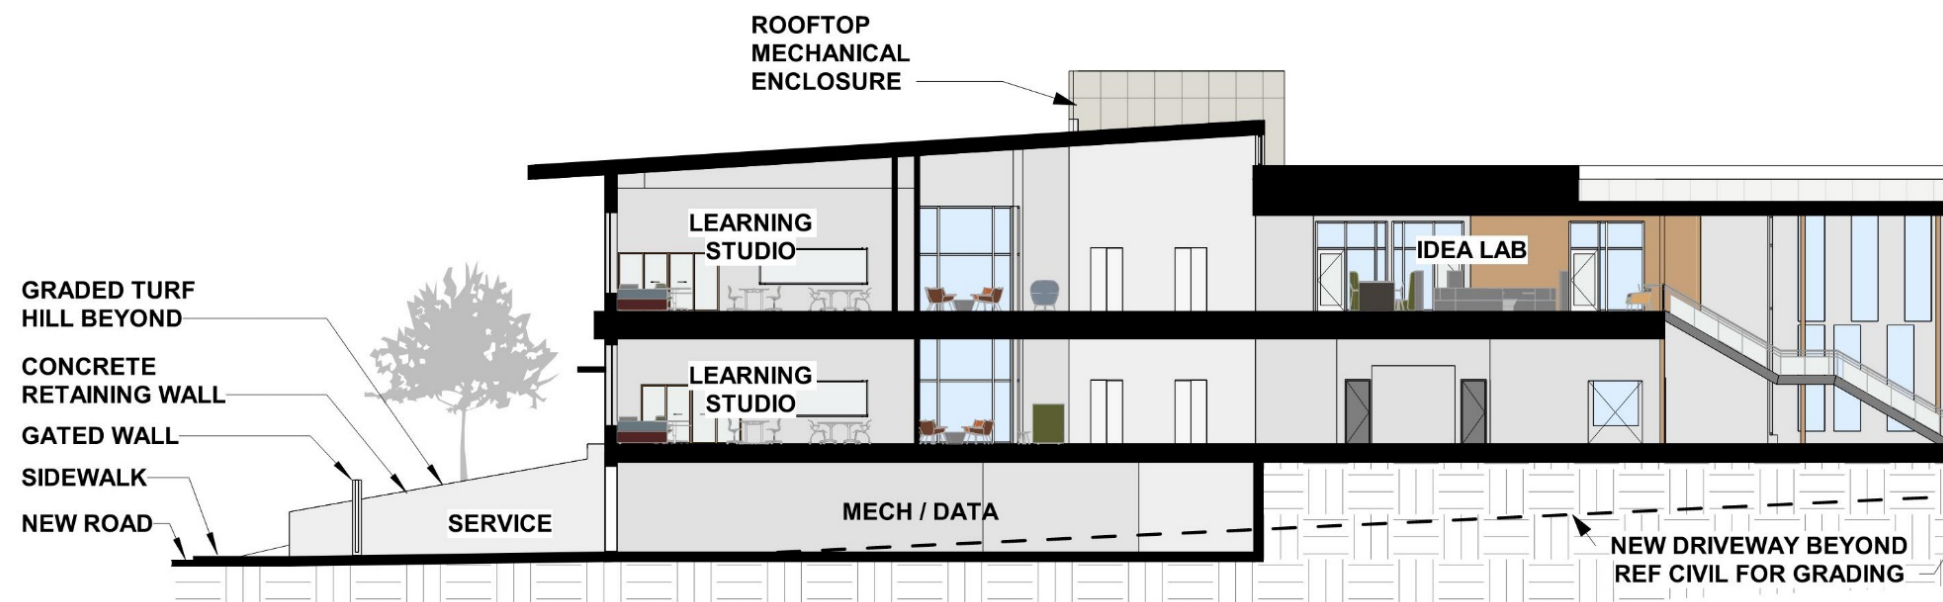 ROOFTOP
MECHANICAL
ENCLOSURE
LEARNING
STUDIO
IDEA LAB
GRADED TURF
HILL BEYOND
CONCRETE
RETAINING WALL
GATED WALL
SIDEWALK
NEW ROAD
LEARNING
STUDIO
SERVICE
MECH / DATA
NEW DRIVEWAY BEYOND
REF CIVIL FOR GRADING